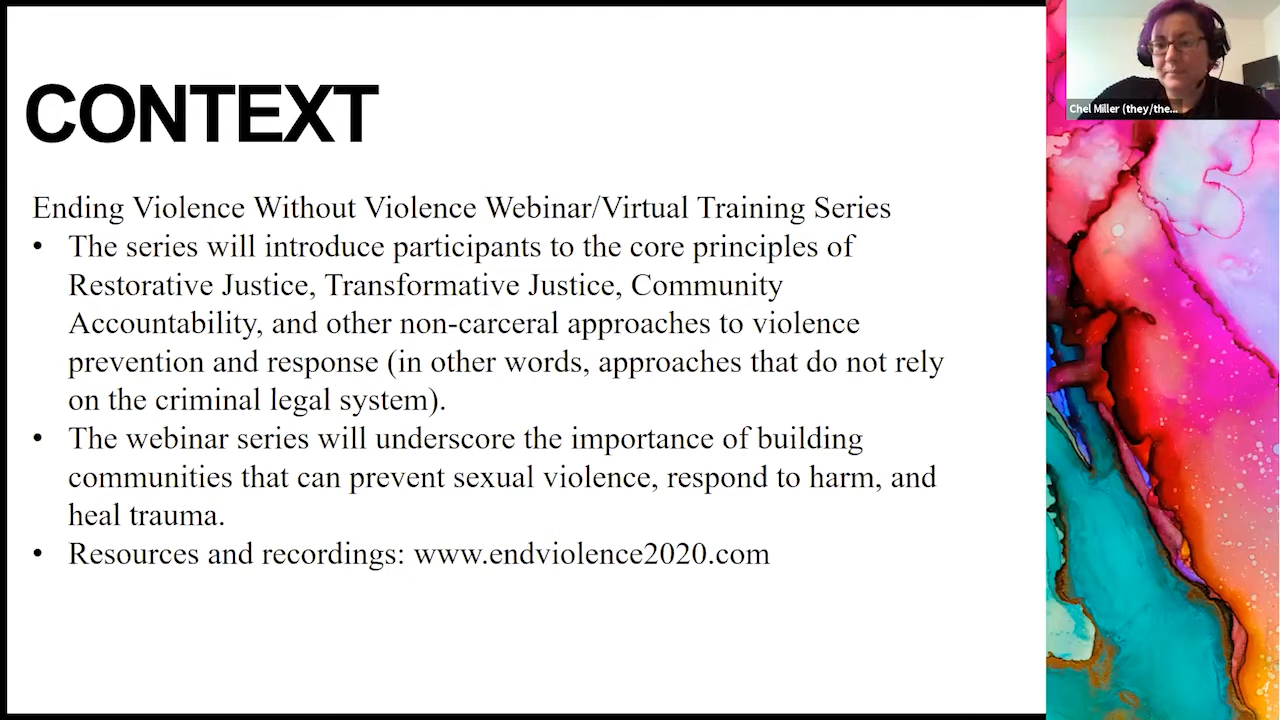 CONTEXT
Ending Violence Without Violence Webinar/Virtual Training Series
• The series will introduce participants to the core principles of
Restorative Justice, Transformative Justice, Community
Accountability, and other non-carceral approaches to violence
prevention and response (in other words, approaches that do not rely
on the criminal legal system).
• The webinar series will underscore the importance of building
communities that can prevent sexual violence, respond to harm, and
heal trauma.
• Resources and recordings: www.endviolence2020.com
Chel Miller (they/the...